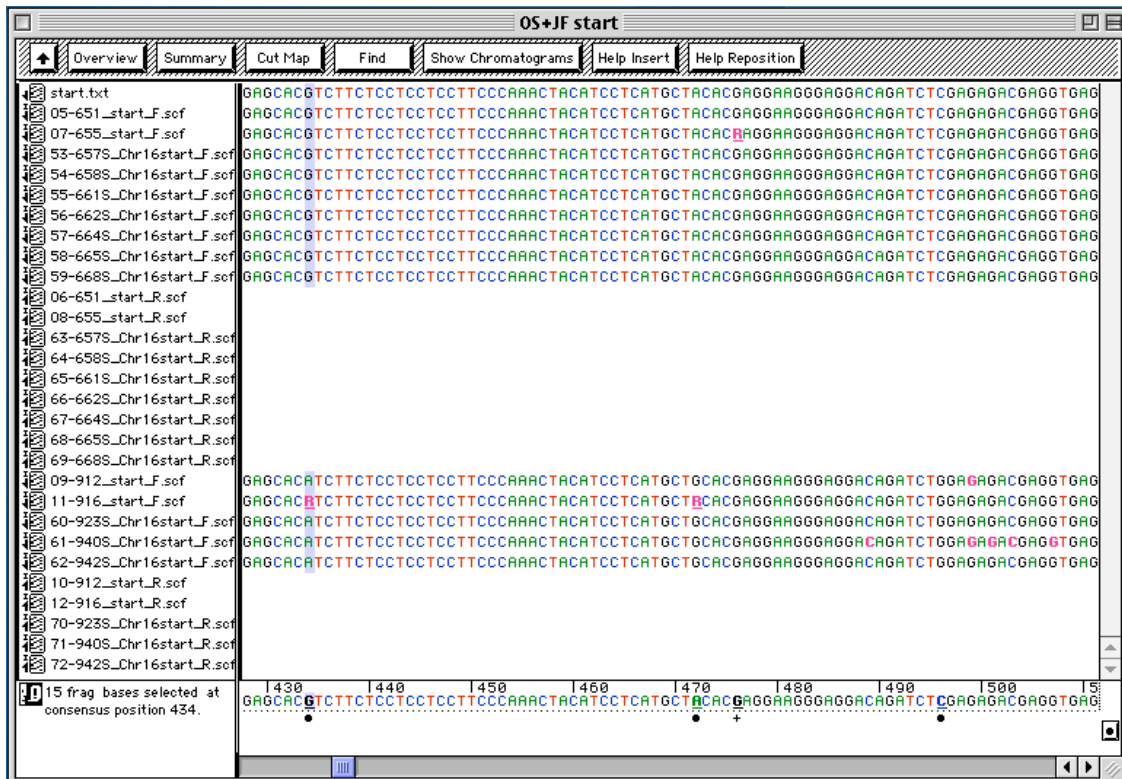 OS+JF start
Overview Summary Cut Map Find Show Chromatograms Help Insert Help Reposition
start.txt GAGCACGTCTTCTCCTCCTCCTTCCCAAACTACATCCTCATGCTACACGAGGAAGGGAGGACAGATCTCGAGAGACGAGGTGAG
05-651_start_F.scf GAGCACGTCTTCTCCTCCTCCTTCCCAAACTACATCCTCATGCTACACGAGGAAGGGAGGACAGATCTCGAGAGACGAGGTGAG
07-655_start_F.scf GAGCACGTCTTCTCCTCCTCCTTCCCAAACTACATCCTCATGCTACACRAGGAAGGGAGGACAGATCTCGAGAGACGAGGTGAG
53-657S_Chr16start_F.scf GAGCACGTCTTCTCCTCCTCCTTCCCAAACTACATCCTCATGCTACACGAGGAAGGGAGGACAGATCTCGAGAGACGAGGTGAG
54-658S_Chr16start_F.scf GAGCACGTCTTCTCCTCCTCCTTCCCAAACTACATCCTCATGCTACACGAGGAAGGGAGGACAGATCTCGAGAGACGAGGTGAG
55-661S_Chr16start_F.scf GAGCACGTCTTCTCCTCCTCCTTCCCAAACTACATCCTCATGCTACACGAGGAAGGGAGGACAGATCTCGAGAGACGAGGTGAG
56-662S_Chr16start_F.scf GAGCACGTCTTCTCCTCCTCCTTCCCAAACTACATCCTCATGCTACACGAGGAAGGGAGGACAGATCTCGAGAGACGAGGTGAG
57-664S_Chr16start_F.scf GAGCACGTCTTCTCCTCCTCCTTCCCAAACTACATCCTCATGCTACACGAGGAAGGGAGGACAGATCTCGAGAGACGAGGTGAG
58-665S_Chr16start_F.scf GAGCACGTCTTCTCCTCCTCCTTCCCAAACTACATCCTCATGCTACACGAGGAAGGGAGGACAGATCTCGAGAGACGAGGTGAG
59-668S_Chr16start_F.scf GAGCACGTCTTCTCCTCCTCCTTCCCAAACTACATCCTCATGCTACACGAGGAAGGGAGGACAGATCTCGAGAGACGAGGTGAG
06-651_start_R.scf
08-655_start_R.scf
63-657S_Chr16start_R.scf
64-658S_Chr16start_R.scf
65-661S_Chr16start_R.scf
66-662S_Chr16start_R.scf
67-664S_Chr16start_R.scf
68-665S_Chr16start_R.scf
69-668S_Chr16start_R.scf
09-912_start_F.scf GAGCACATCTTCTCCTCCTCCTTCCCAAACTACATCCTCATGCTGCACGAGGAAGGGAGGACAGATCTGGAGAGACGAGGTGAG
11-916_start_F.scf GAGCACRTCTTCTCCTCCTCCTTCCCAAACTACATCCTCATGCTRCACGAGGAAGGGAGGACAGATCTGGAGAGACGAGGTGAG
60-923S_Chr16start_F.scf GAGCACATCTTCTCCTCCTCCTTCCCAAACTACATCCTCATGCTGCACGAGGAAGGGAGGACAGATCTGGAGAGACGAGGTGAG
61-940S_Chr16start_F.scf GAGCACATCTTCTCCTCCTCCTTCCCAAACTACATCCTCATGCTGCACGAGGAAGGGAGGACAGATCTGGAGAGACGAGGTGAG
62-942S_Chr16start_F.scf GAGCACATCTTCTCCTCCTCCTTCCCAAACTACATCCTCATGCTGCACGAGGAAGGGAGGACAGATCTGGAGAGACGAGGTGAG
10-912_start_R.scf
12-916_start_R.scf
70-923S_Chr16start_R.scf
71-940S_Chr16start_R.scf
72-942S_Chr16start_R.scf
15 frag bases selected at
consensus position 434.
430 440 450 460 470 480 490 500 5
GAGCACGTCTTCTCCTCCTCCTTCCCAAACTACATCCTCATGCTACACGAGGAAGGGAGGACAGATCTCGAGAGACGAGGTGAG